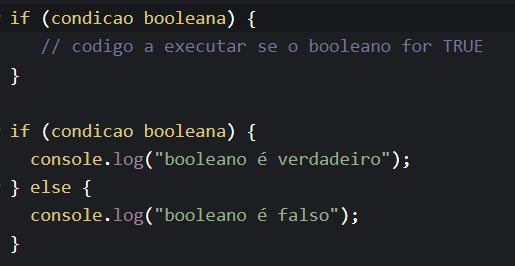 if (condicao booleana) {
// codigo a executar se o booleano for TRUE
}
if (condicao booleana) {
console.log("booleano é verdadeiro");
} else {
console.log("booleano é falso");
}